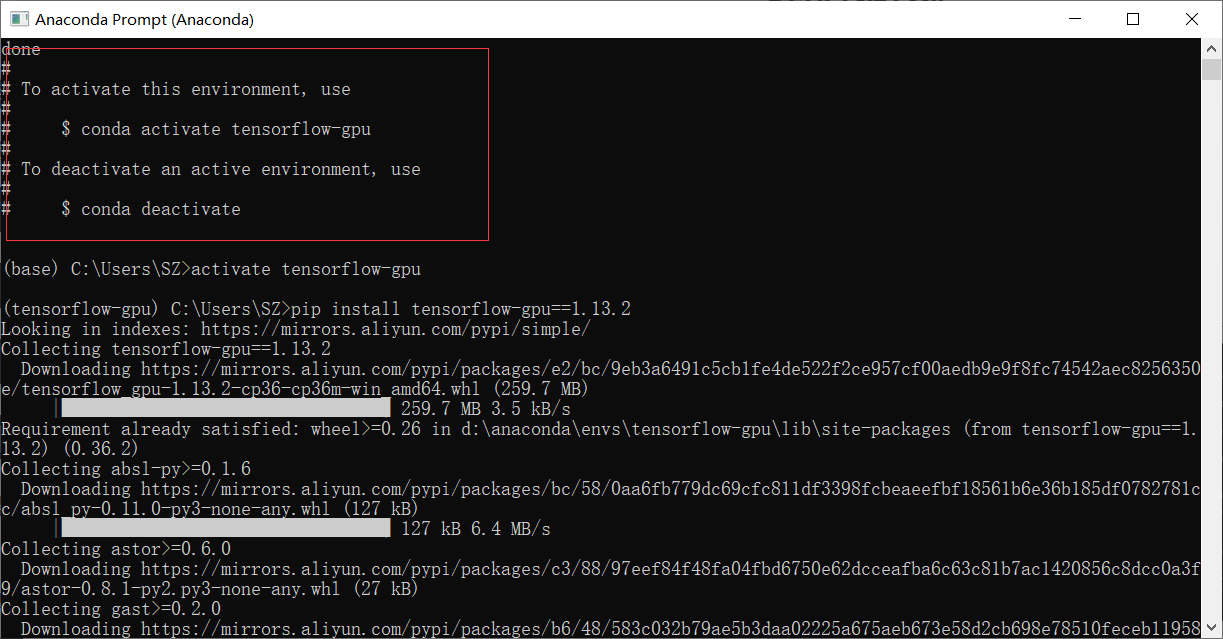 Anaconda Prompt (Anaconda)
done
#
# To activate this environment, use
#
#     $ conda activate tensorflow-gpu
#
# To deactivate an active environment, use
#
#     $ conda deactivate
(base) C:\Users\SZ>activate tensorflow-gpu
(tensorflow-gpu) C:\Users\SZ>pip install tensorflow-gpu==1.13.2
Looking in indexes: https://mirrors.aliyun.com/pypi/simple/
Collecting tensorflow-gpu==1.13.2
  Downloading https://mirrors.aliyun.com/pypi/packages/e2/bc/9eb3a6491c5cb1fe4de522f2ce957cf00aedb9e9f8fc74542aec8256350
e/tensorflow_gpu-1.13.2-cp36-cp36m-win_amd64.whl (259.7 MB)
259.7 MB 3.5 kB/s
Requirement already satisfied: wheel>=0.26 in d:\anaconda\envs\tensorflow-gpu\lib\site-packages (from tensorflow-gpu==1.
13.2) (0.36.2)
Collecting absl-py>=0.1.6
  Downloading https://mirrors.aliyun.com/pypi/packages/bc/58/0aa6fb779dc69cfc811df3398fcbeaeefbf18561b6e36b185df0782781c
c/absl_py-0.11.0-py3-none-any.whl (127 kB)
127 kB 6.4 MB/s
Collecting astor>=0.6.0
  Downloading https://mirrors.aliyun.com/pypi/packages/c3/88/97eef84f48fa04fbd6750e62dcceafba6c63c81b7ac1420856c8dcc0a3f
9/astor-0.8.1-py2.py3-none-any.whl (27 kB)
Collecting gast>=0.2.0
  Downloading https://mirrors.aliyun.com/pypi/packages/b6/48/583c032b79ae5b3daa02225a675aeb673e58d2cb698e78510feceb11958